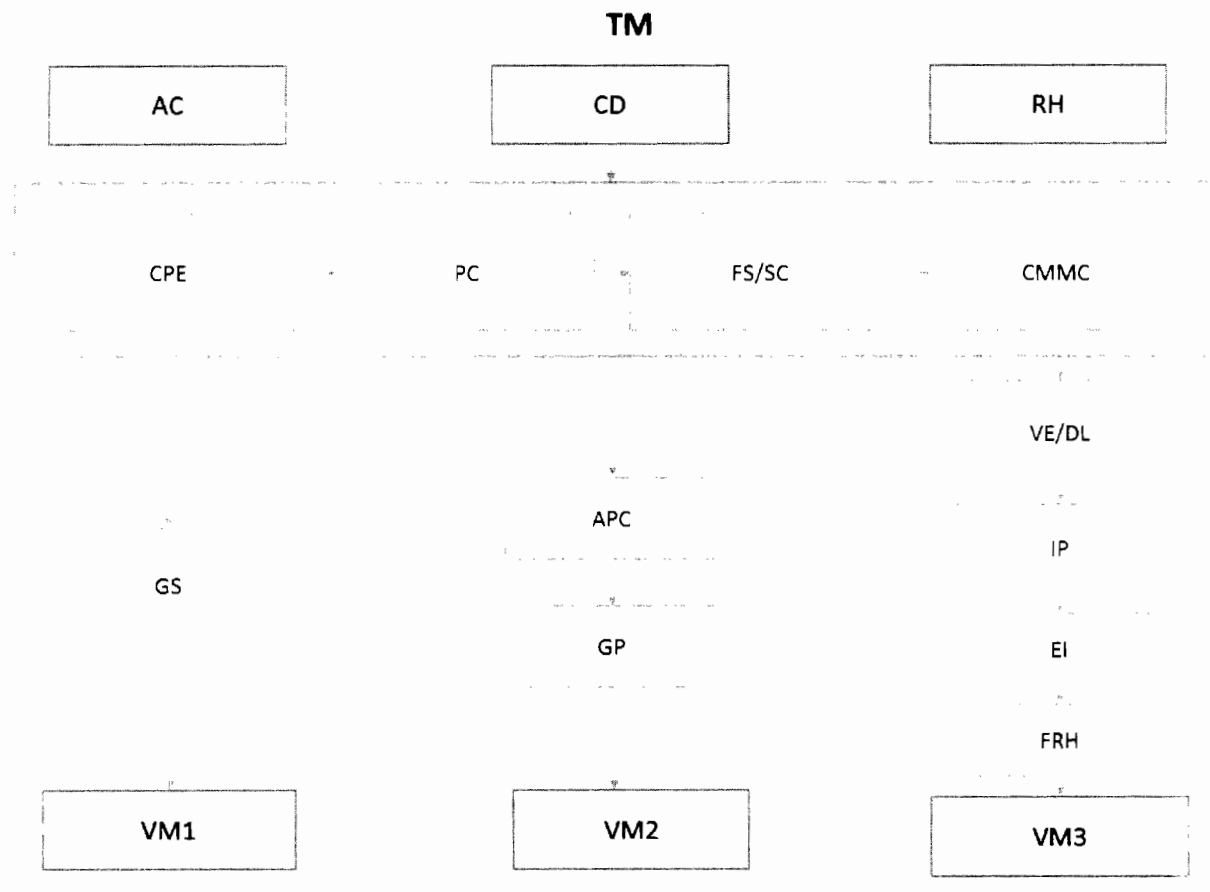 TM
AC CD RH
CPE PC FS/SC CMMC
VE/DL
APC
IP
GS
GP
EI
FRH
VM1 VM2 VM3